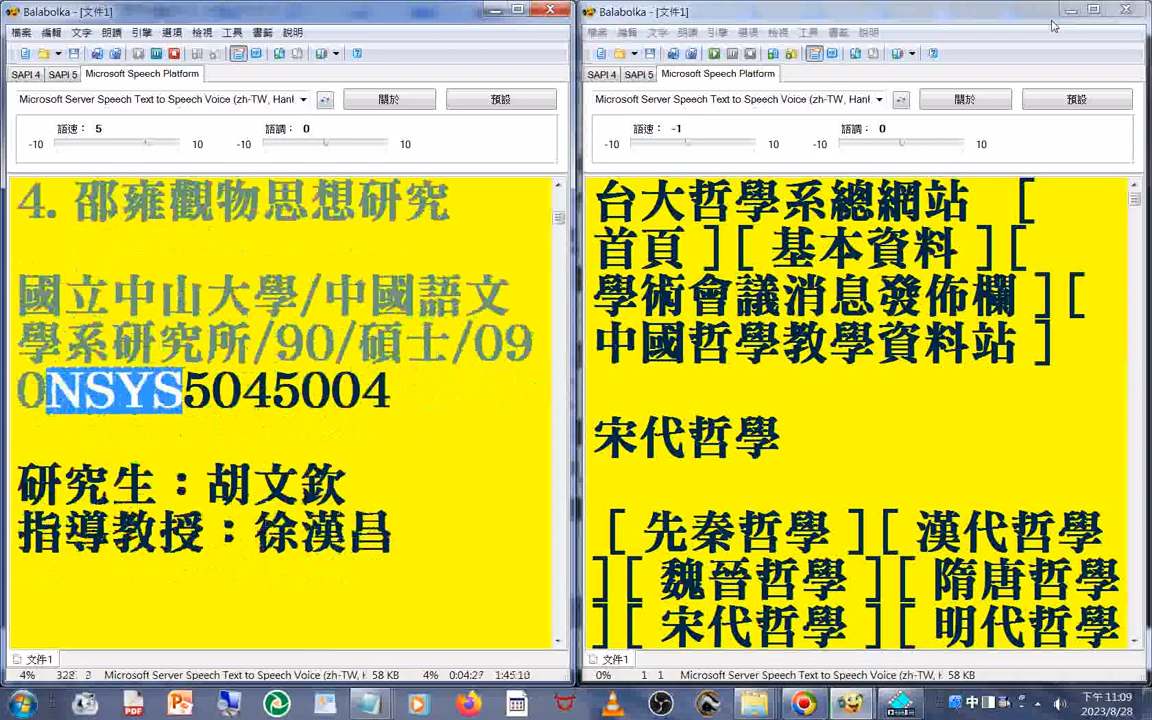 Balabolka - [文件1]
檔案 編輯 文字 朗讀 引擎 選項 檢視 工具 書籤 說明
SAPI 4 SAPI 5 Microsoft Speech Platform
Microsoft Server Speech Text to Speech Voice (zh-TW, Hanl
關於 預設
語速： 5 語調： 0
-10 10 -10 10
4. 邵雍觀物思想研究
國立中山大學/中國語文
學系研究所/90/碩士/09
0NSYS5045004
研究生：胡文欽
指導教授：徐漢昌
文件1
4% Microsoft Server Speech Text to Speech Voice (zh-TW, 58 KB 4% 0:04:27
Balabolka - [文件1]
檔案 編輯 文字 朗讀 引擎 選項 檢視 工具 書籤 說明
SAPI 4 SAPI 5 Microsoft Speech Platform
Microsoft Server Speech Text to Speech Voice (zh-TW, Hanl
關於 預設
語速： -1 語調： 0
-10 10 -10 10
台大哲學系總網站 [
首頁 ][ 基本資料 ][
學術會議消息發佈欄 ][
中國哲學教學資料站 ]
宋代哲學
[ 先秦哲學 ][ 漢代哲學
][ 魏晉哲學 ][ 隋唐哲學
][ 宋代哲學 ][ 明代哲學
文件1
0% 1 1 Microsoft Server Speech Text to Speech Voice (zh-TW, 58 KB
PDF
中
下午 11:09
2023/8/28